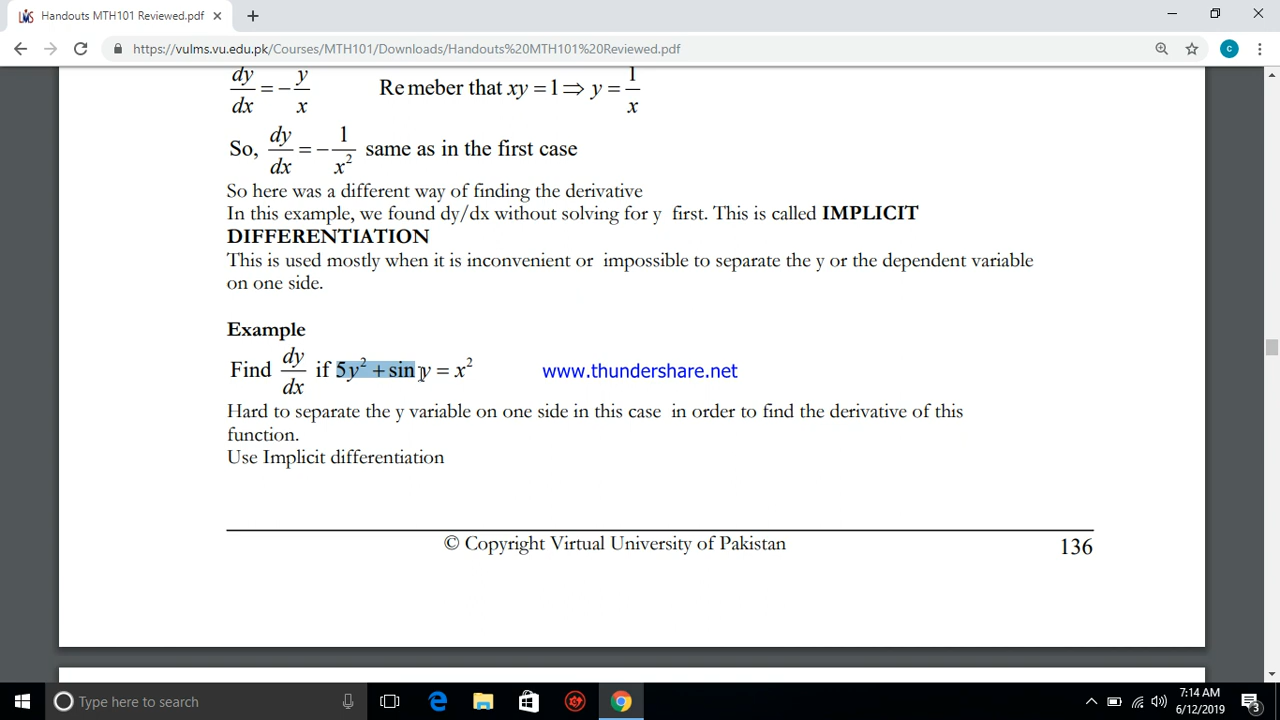 Handouts MTH101 Reviewed.pdf
https://vulms.vu.edu.pk/Courses/MTH101/Downloads/Handouts%20MTH101%20Reviewed.pdf
dy/dx = − y/x Re meber that xy = 1 ⇒ y = 1/x
So, dy/dx = − 1/x² same as in the first case
So here was a different way of finding the derivative
In this example, we found dy/dx without solving for y first. This is called IMPLICIT
DIFFERENTIATION
This is used mostly when it is inconvenient or impossible to separate the y or the dependent variable
on one side.
Example
Find dy/dx if 5y² + sin y = x² www.thundershare.net
Hard to separate the y variable on one side in this case in order to find the derivative of this
function.
Use Implicit differentiation
© Copyright Virtual University of Pakistan 136
Type here to search
7:14 AM
6/12/2019
3